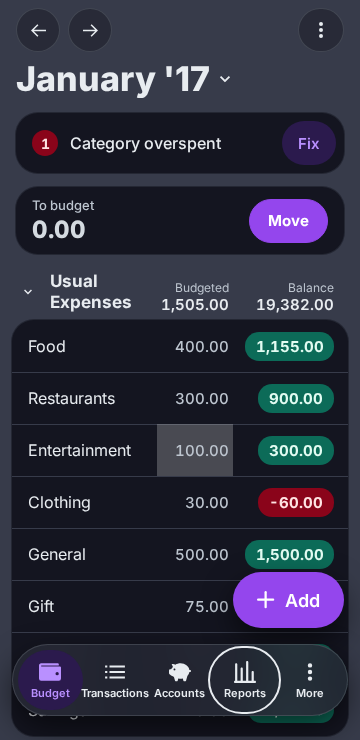 January '17
1 Category overspent Fix
To budget
0.00 Move
Usual Expenses Budgeted 1,505.00 Balance 19,382.00
Food 400.00 1,155.00
Restaurants 300.00 900.00
Entertainment 100.00 300.00
Clothing 30.00 -60.00
General 500.00 1,500.00
Gift 75.00
+ Add
Budget Transactions Accounts Reports More